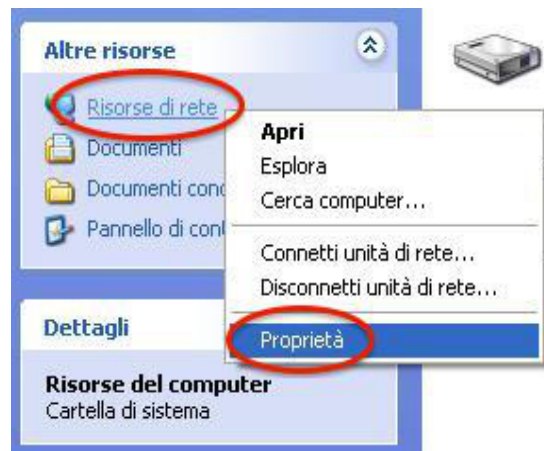 Altre risorse
Risorse di rete
Documenti
Documenti cond
Pannello di con
Apri
Esplora
Cerca computer...
Connetti unità di rete...
Disconnetti unità di rete...
Proprietà
Dettagli
Risorse del computer
Cartella di sistema